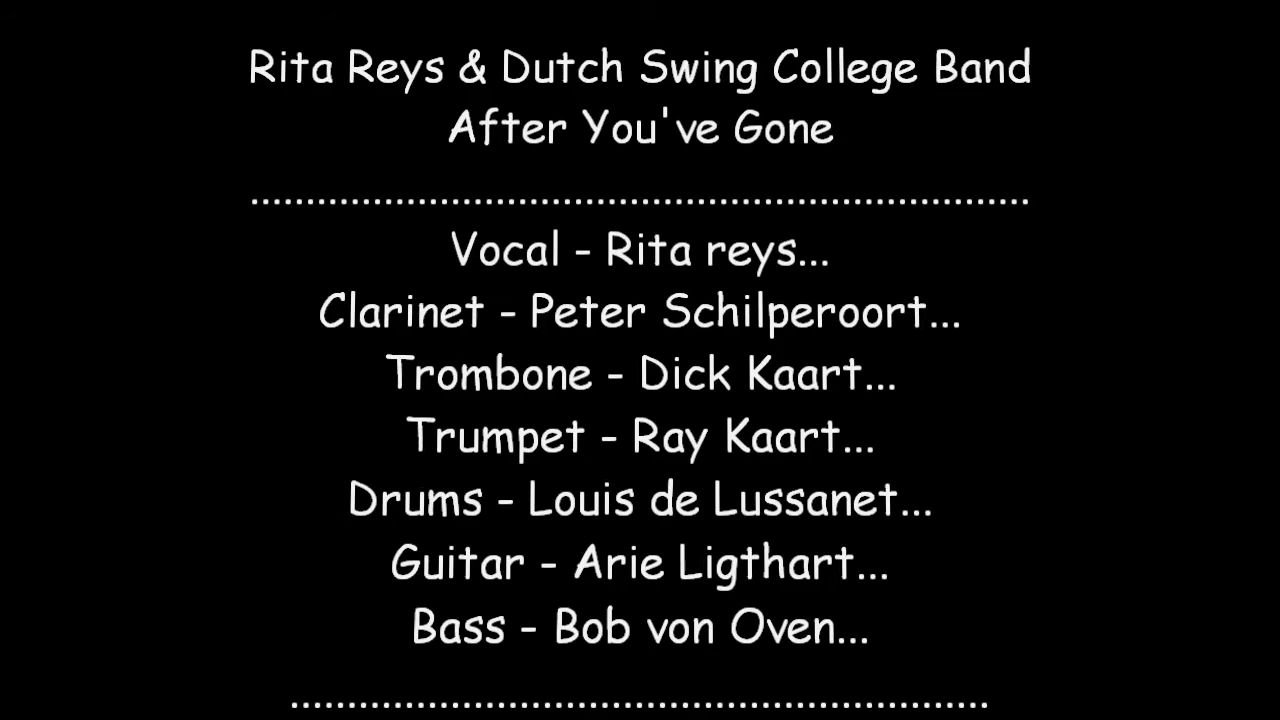 Rita Reys & Dutch Swing College Band
After You've Gone
......................................................................
Vocal - Rita reys...
Clarinet - Peter Schilperoort...
Trombone - Dick Kaart...
Trumpet - Ray Kaart...
Drums - Louis de Lussanet...
Guitar - Arie Ligthart...
Bass - Bob von Oven...
...............................................................